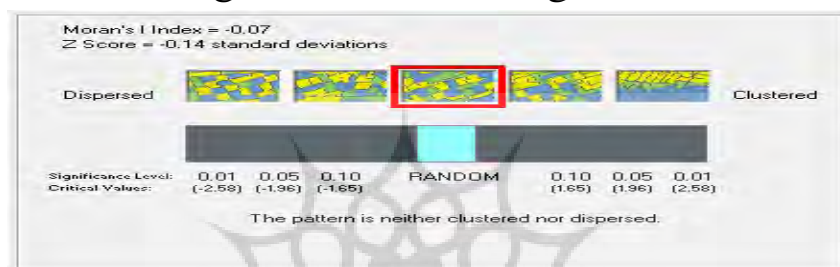 Moran's I Index = -0.07
Z Score = -0.14 standard deviations
Dispersed
Clustered
Significance Level: 0.01 0.05 0.10 RANDOM 0.10 0.05 0.01
Critical Values: (-2.58) (-1.96) (-1.65) (1.65) (1.96) (2.58)
The pattern is neither clustered nor dispersed.